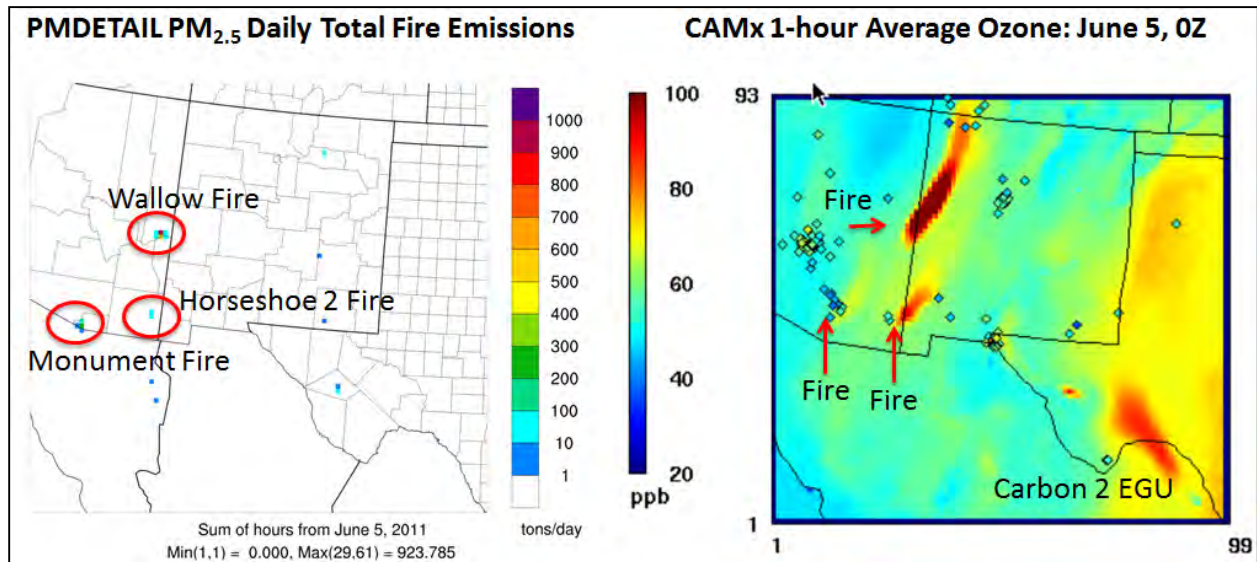 PMDETAIL PM2.5 Daily Total Fire Emissions
CAMx 1-hour Average Ozone: June 5, 0Z
Wallow Fire
Horseshoe 2 Fire
Monument Fire
1000
900
800
700
600
500
400
300
200
100
10
1
tons/day
Sum of hours from June 5, 2011
Min(1,1) = 0.000, Max(29.61) = 923.785
100
80
60
40
20
ppb
93
Fire
Fire
Fire
Carbon 2 EGU
1
1
99